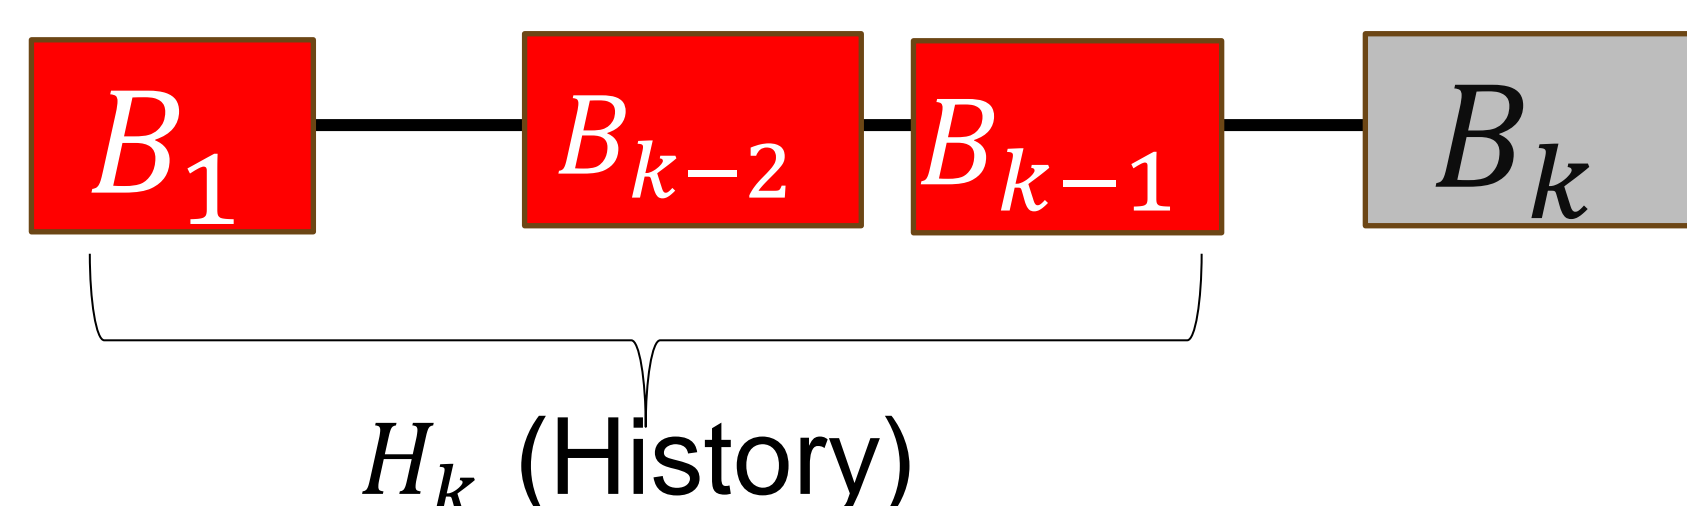 B₁ Bₖ₋₂ Bₖ₋₁ Bₖ
Hₖ (History)